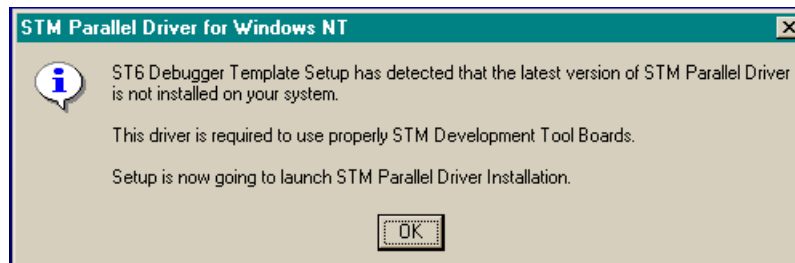 STM Parallel Driver for Windows NT
ST6 Debugger Template Setup has detected that the latest version of STM Parallel Driver
is not installed on your system.
This driver is required to use properly STM Development Tool Boards.
Setup is now going to launch STM Parallel Driver Installation.
OK